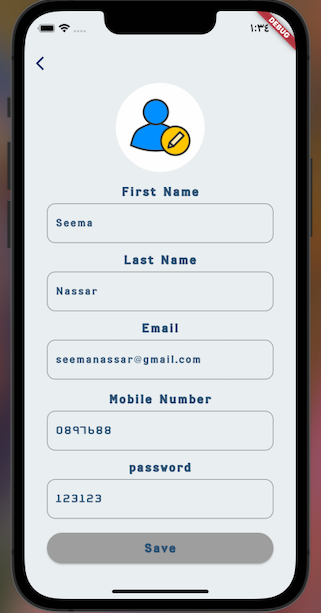 ١:٣٤
DEBUG
First Name
Seema
Last Name
Nassar
Email
seemanassar@gmail.com
Mobile Number
0897688
password
123123
Save